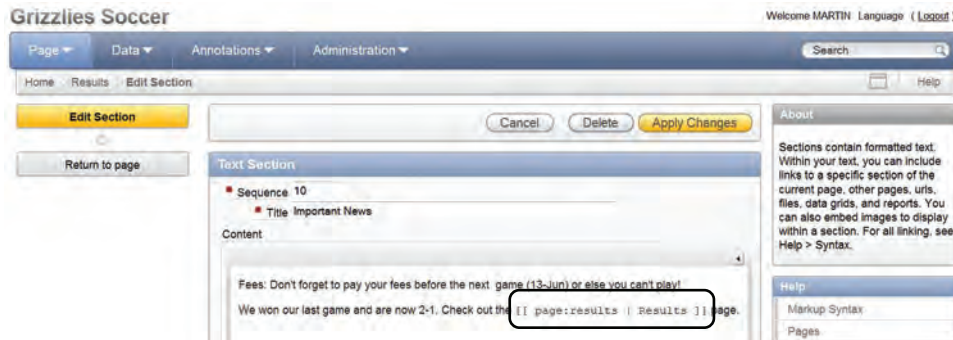 Grizzlies Soccer
Welcome MARTIN Language ( Logout )
Page Data Annotations Administration
Search
Home Results Edit Section
Help
Edit Section
Return to page
Cancel Delete Apply Changes
Text Section
Sequence 10
Title Important News
Content
Fees: Don't forget to pay your fees before the next game (13-Jun) or else you can't play!
We won our last game and are now 2-1. Check out the [[ page:results | Results ]] page.
About
Sections contain formatted text.
Within your text, you can include
links to a specific section of the
current page, other pages, urls,
files, data grids, and reports. You
can also embed images to display
within a section. For all linking, see
Help > Syntax.
Help
Markup Syntax
Pages